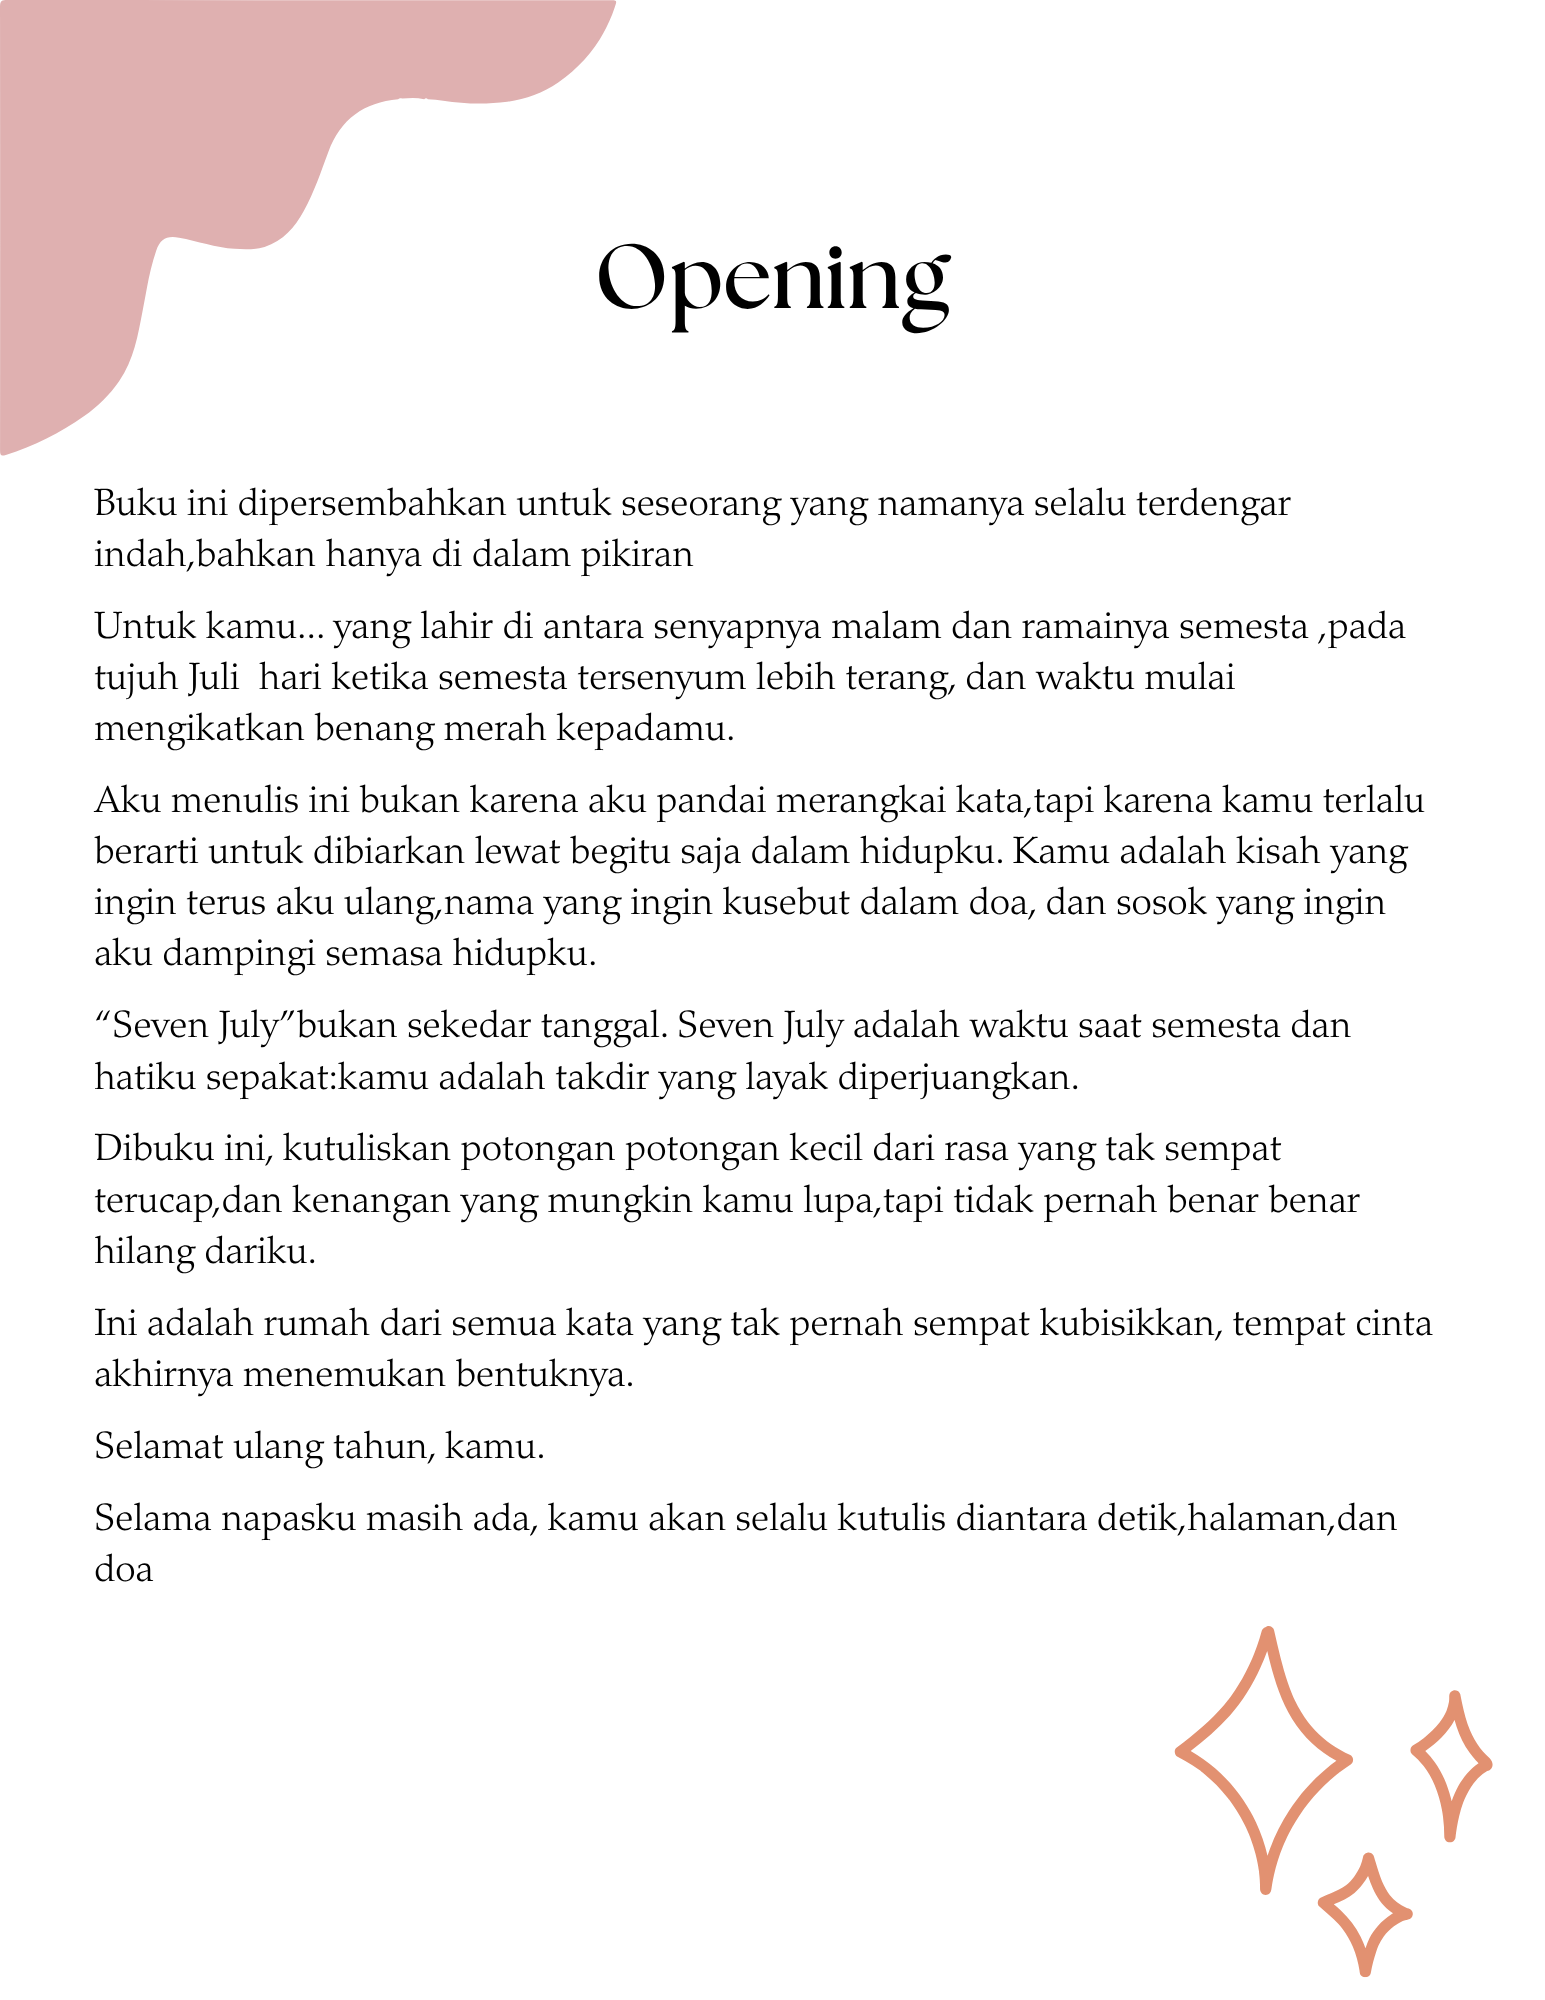 Opening
Buku ini dipersembahkan untuk seseorang yang namanya selalu terdengar
indah,bahkan hanya di dalam pikiran
Untuk kamu... yang lahir di antara senyapnya malam dan ramainya semesta ,pada
tujuh Juli  hari ketika semesta tersenyum lebih terang, dan waktu mulai
mengikatkan benang merah kepadamu.
Aku menulis ini bukan karena aku pandai merangkai kata,tapi karena kamu terlalu
berarti untuk dibiarkan lewat begitu saja dalam hidupku. Kamu adalah kisah yang
ingin terus aku ulang,nama yang ingin kusebut dalam doa, dan sosok yang ingin
aku dampingi semasa hidupku.
“Seven July”bukan sekedar tanggal. Seven July adalah waktu saat semesta dan
hatiku sepakat:kamu adalah takdir yang layak diperjuangkan.
Dibuku ini, kutuliskan potongan potongan kecil dari rasa yang tak sempat
terucap,dan kenangan yang mungkin kamu lupa,tapi tidak pernah benar benar
hilang dariku.
Ini adalah rumah dari semua kata yang tak pernah sempat kubisikkan, tempat cinta
akhirnya menemukan bentuknya.
Selamat ulang tahun, kamu.
Selama napasku masih ada, kamu akan selalu kutulis diantara detik,halaman,dan
doa